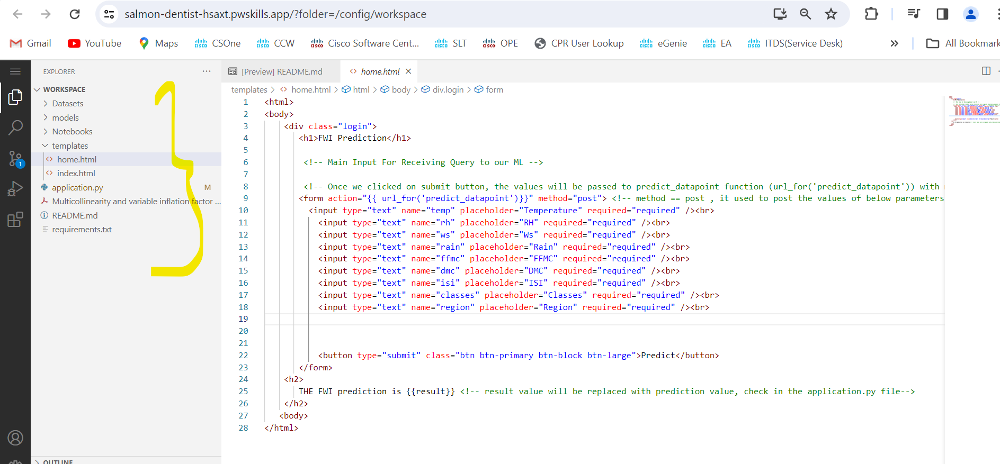 salmon-dentist-hsaxt.pwskills.app/?folder=/config/workspace
Gmail YouTube Maps CSOne CCW Cisco Software Cent... SLT OPE CPR User Lookup eGenie EA ITDS(Service Desk) » All Bookmark
EXPLORER ···
[Preview] README.md
home.html
WORKSPACE
Datasets
models
Notebooks
templates
home.html
index.html
application.py M
Multicollinearity and variable inflation factor ...
README.md
requirements.txt
OUTLINE
1
templates > home.html > html > body > div.login > form
1 <html>
2 <body>
3 <div class="login">
4 <h1>FWI Prediction</h1>
5
6 <!-- Main Input For Receiving Query to our ML -->
7
8 <!-- Once we clicked on submit button, the values will be passed to predict_datapoint function (url_for('predict_datapoint')) with
9 <form action="{{ url_for('predict_datapoint')}}" method="post"> <!-- method == post , it used to post the values of below parameters
10 <input type="text" name="temp" placeholder="Temperature" required="required" /><br>
11 <input type="text" name="rh" placeholder="RH" required="required" /><br>
12 <input type="text" name="ws" placeholder="Ws" required="required" /><br>
13 <input type="text" name="rain" placeholder="Rain" required="required" /><br>
14 <input type="text" name="ffmc" placeholder="FFMC" required="required" /><br>
15 <input type="text" name="dmc" placeholder="DMC" required="required" /><br>
16 <input type="text" name="isi" placeholder="ISI" required="required" /><br>
17 <input type="text" name="classes" placeholder="Classes" required="required" /><br>
18 <input type="text" name="region" placeholder="Region" required="required" /><br>
19
20
21
22 <button type="submit" class="btn btn-primary btn-block btn-large">Predict</button>
23 </form>
24 <h2>
25 THE FWI prediction is {{result}} <!-- result value will be replaced with prediction value, check in the application.py file-->
26 </h2>
27 <body>
28 </html>